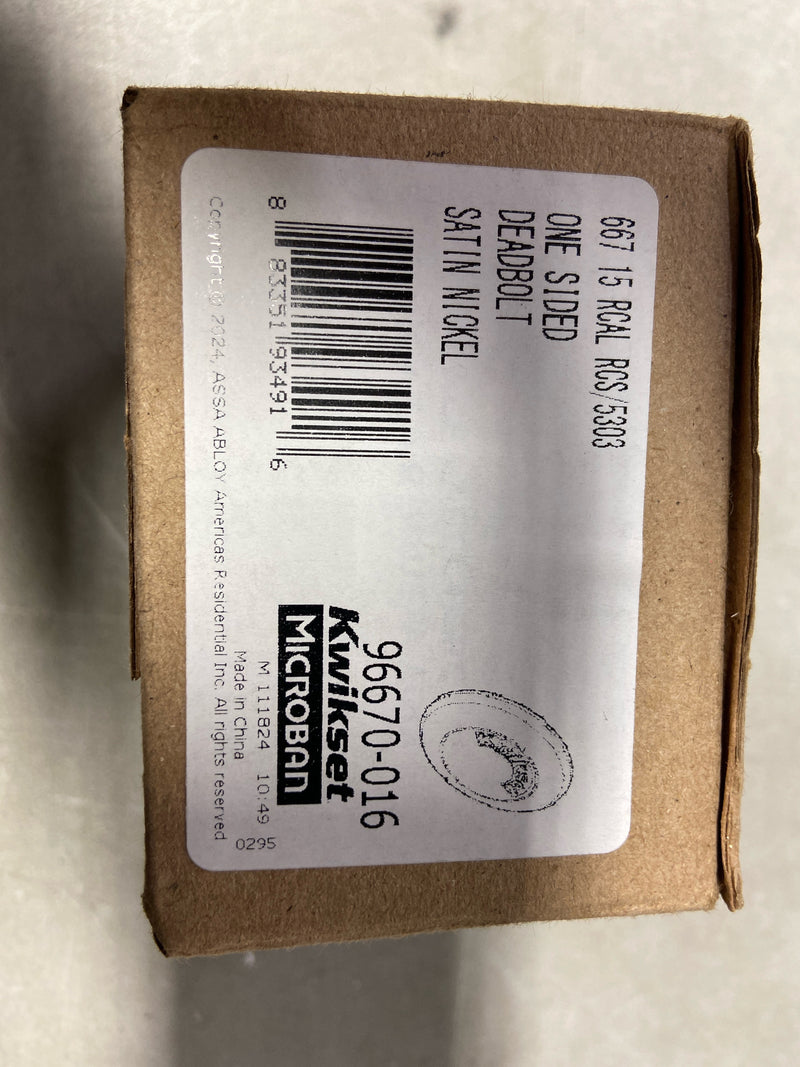 667 15 RCAL RCS/5303
ONE SIDED
DEADBOLT
SATIN NICKEL
8 83351 93491 6
96670-016
Kwikset
MICROBAN
M 111824 10:49
Made in China
0295
Copyright © 2024, ASSA ABLOY Americas Residential Inc. All rights reserved